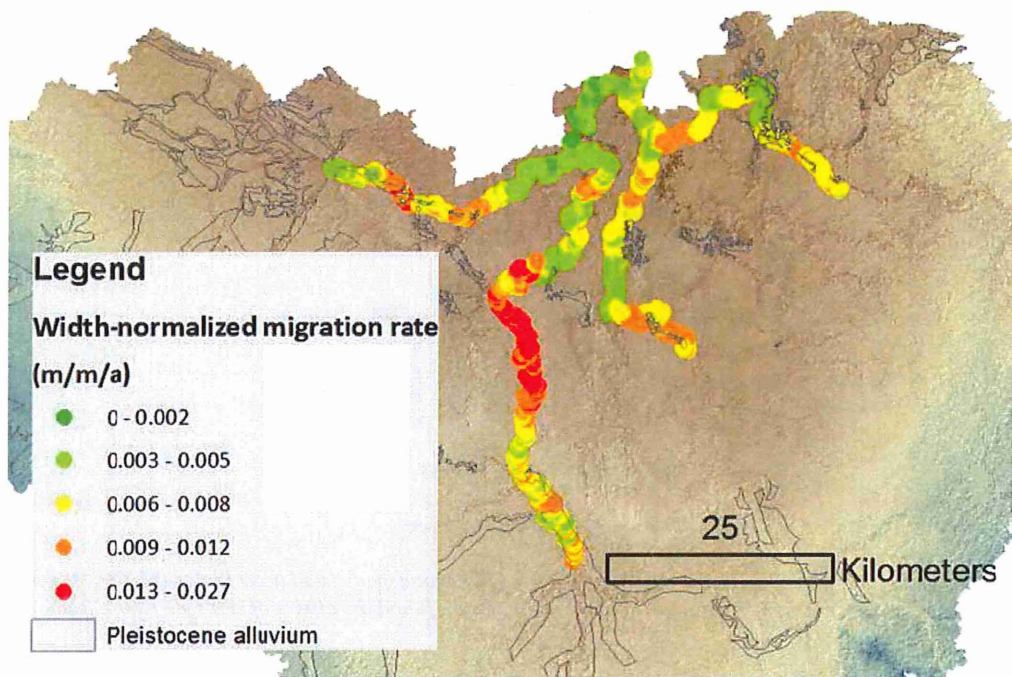 Legend
Width-normalized migration rate
(m/m/a)
0 - 0.002
0.003 - 0.005
0.006 - 0.008
0.009 - 0.012
0.013 - 0.027
Pleistocene alluvium
25
Kilometers